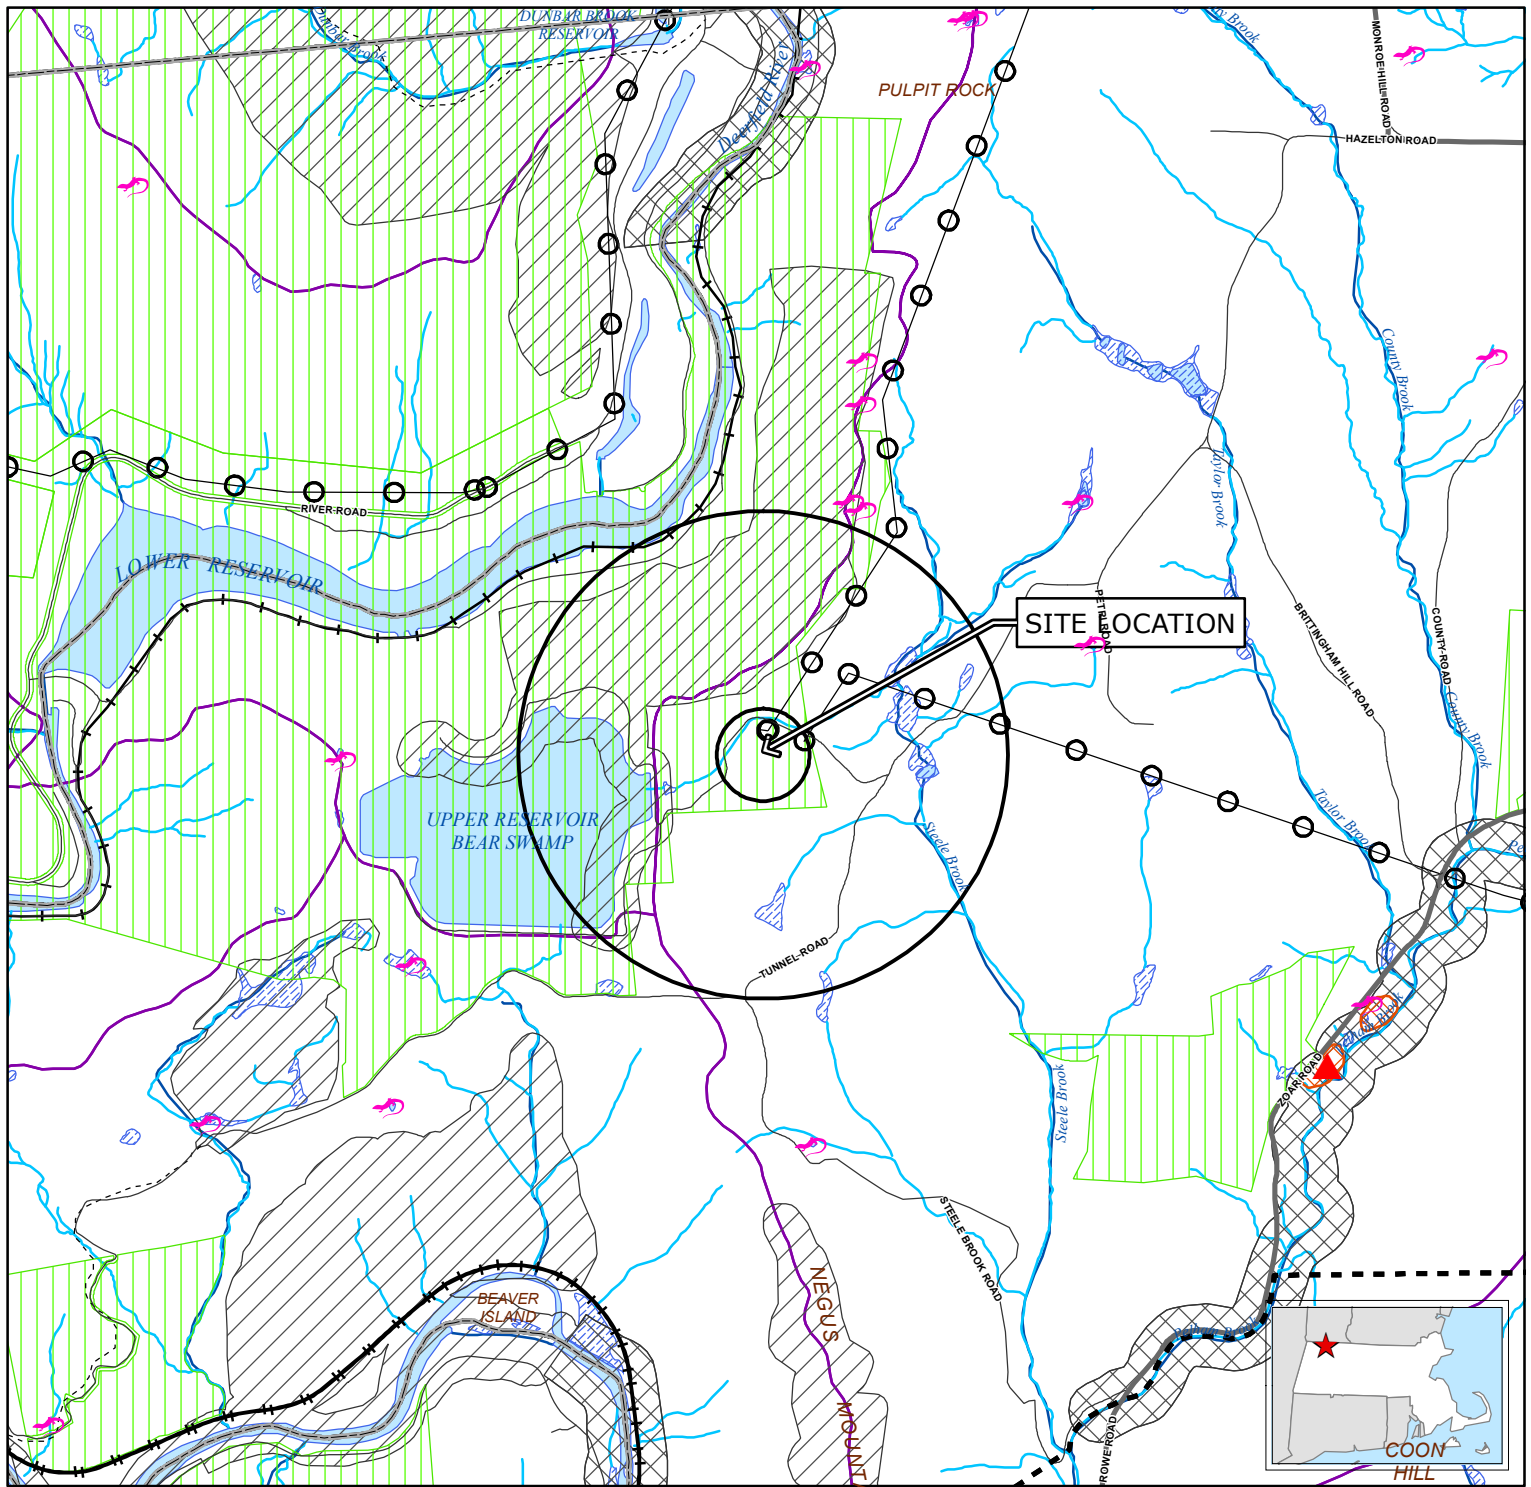 DUNBAR BROOK
RESERVOIR
Dunbar Brook
Deerfield River
PULPIT ROCK
MONROE HILL ROAD
HAZELTON ROAD
County Brook
Taylor Brook
RIVER ROAD
LOWER RESERVOIR
PETRI ROAD
SITE LOCATION
BRITTINGHAM HILL ROAD
COUNTY ROAD
County Brook
UPPER RESERVOIR
BEAR SWAMP
Steele Brook
Taylor Brook
TUNNEL ROAD
ZOAR ROAD
Steele Brook
STEELE BROOK ROAD
BEAVER
ISLAND
NEGUS
MOUNT
Pelham Brook
ROWE ROAD
COON
HILL